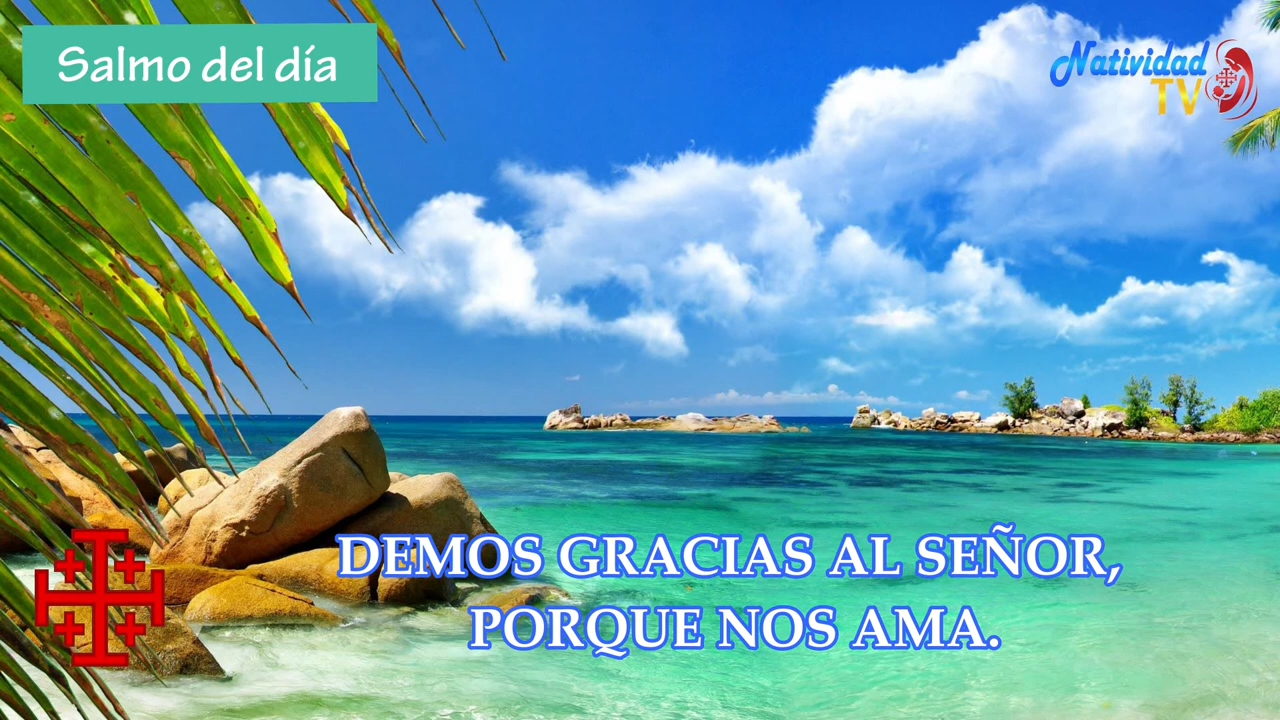 Salmo del día
Natividad
TV
DEMOS GRACIAS AL SEÑOR,
PORQUE NOS AMA.